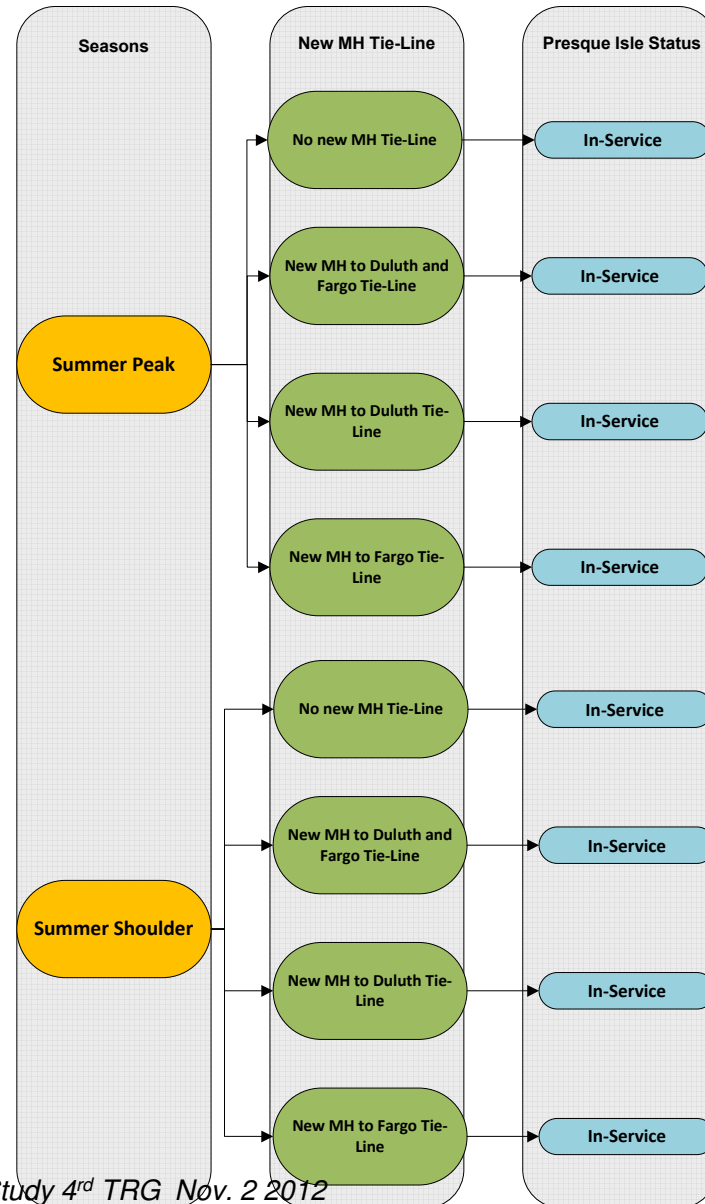 Seasons
New MH Tie-Line
Presque Isle Status
No new MH Tie-Line
In-Service
New MH to Duluth and
Fargo Tie-Line
In-Service
Summer Peak
New MH to Duluth Tie-
Line
In-Service
New MH to Fargo Tie-
Line
In-Service
No new MH Tie-Line
In-Service
New MH to Duluth and
Fargo Tie-Line
In-Service
Summer Shoulder
New MH to Duluth Tie-
Line
In-Service
New MH to Fargo Tie-
Line
In-Service
Study 4rd TRG Nov. 2 2012